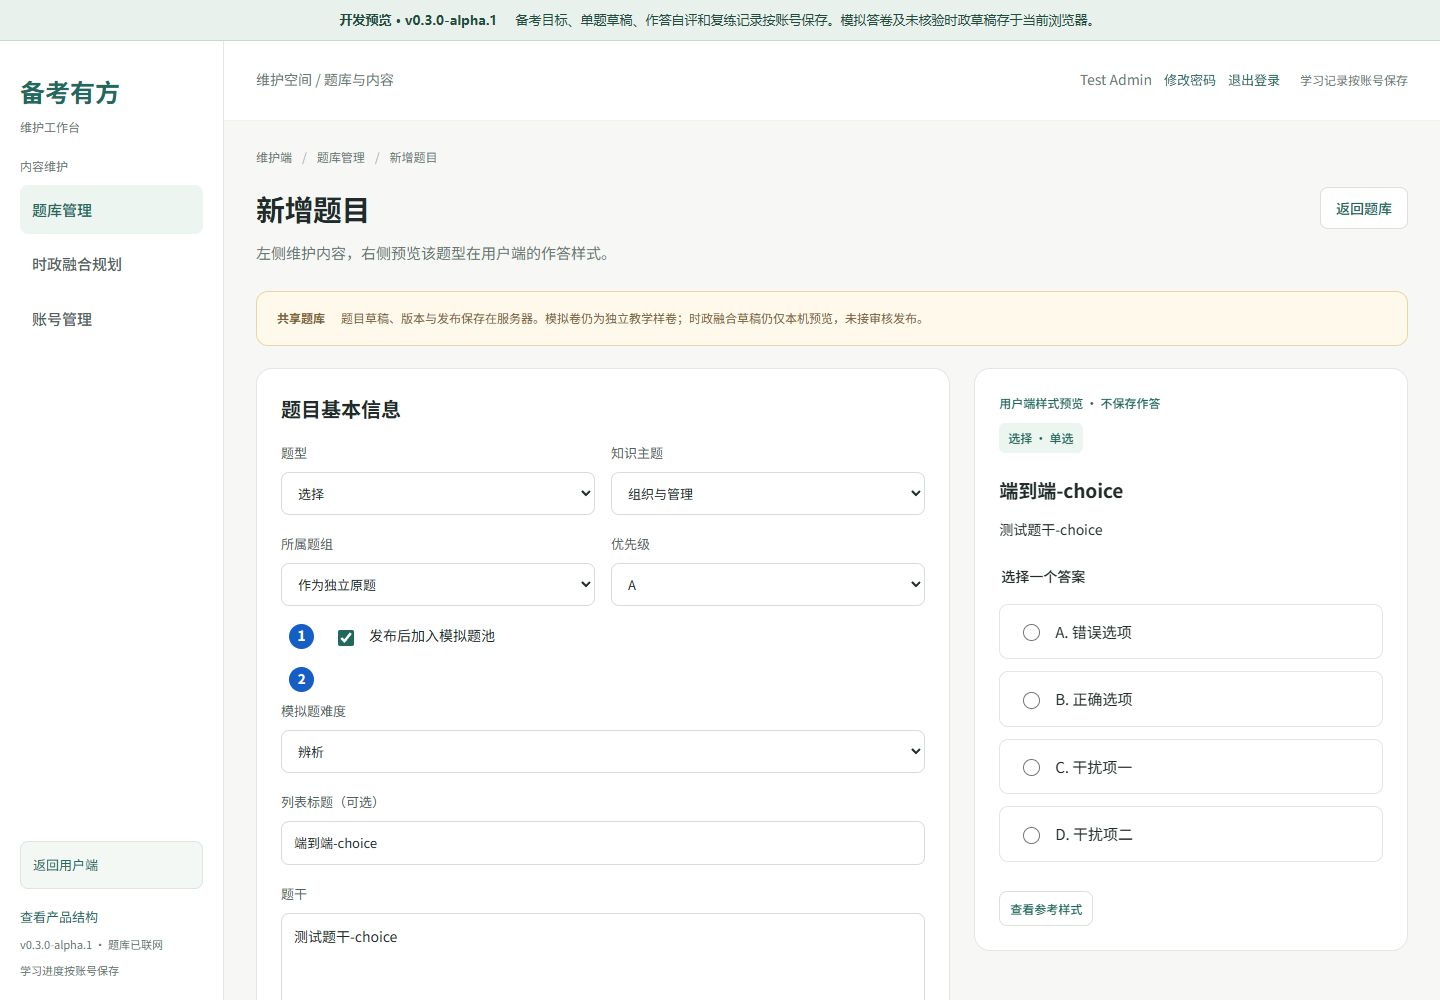 开发预览 • v0.3.0-alpha.1 备考目标、单题草稿、作答自评和复练记录按账号保存。模拟答卷及未核验时政草稿存于当前浏览器。
备考有方
维护工作台
内容维护
题库管理
时政融合规划
账号管理
返回用户端
查看产品结构
v0.3.0-alpha.1 • 题库已联网
学习进度按账号保存
维护空间 / 题库与内容
Test Admin 修改密码 退出登录 学习记录按账号保存
维护端 / 题库管理 / 新增题目
新增题目
返回题库
左侧维护内容，右侧预览该题型在用户端的作答样式。
共享题库 题目草稿、版本与发布保存在服务器。模拟卷仍为独立教学样卷；时政融合草稿仍仅本机预览，未接审核发布。
题目基本信息
题型 知识主题
选择 组织与管理
所属题组 优先级
作为独立原题 A
1 发布后加入模拟题池
2
模拟题难度
辨析
列表标题（可选）
端到端-choice
题干
测试题干-choice
用户端样式预览 • 不保存作答
选择 • 单选
端到端-choice
测试题干-choice
选择一个答案
A. 错误选项
B. 正确选项
C. 干扰项一
D. 干扰项二
查看参考样式